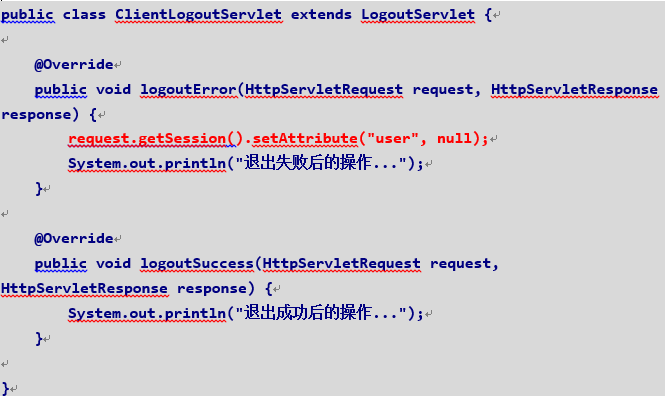 public class ClientLogoutServlet extends LogoutServlet {
@Override
public void logoutError(HttpServletRequest request, HttpServletResponse
response) {
request.getSession().setAttribute("user", null);
System.out.println("退出失败后的操作...");
}
@Override
public void logoutSuccess(HttpServletRequest request,
HttpServletResponse response) {
System.out.println("退出成功后的操作...");
}
}